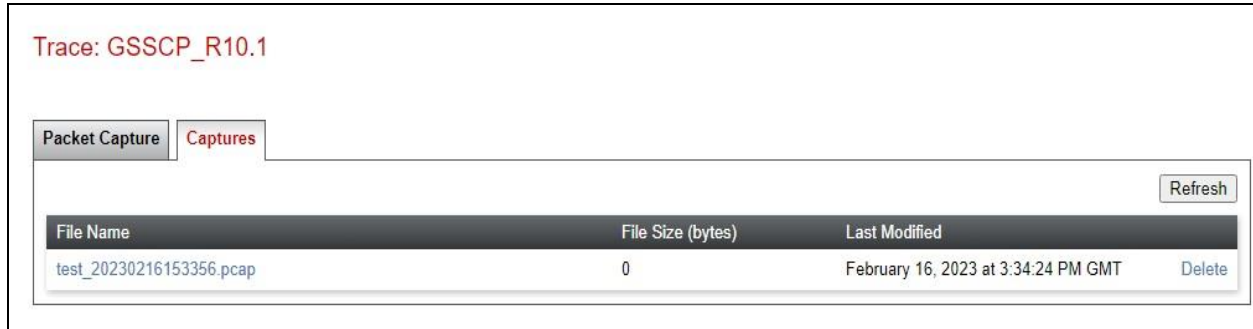 Trace: GSSCP_R10.1
Packet Capture Captures
Refresh
File Name File Size (bytes) Last Modified
test_20230216153356.pcap 0 February 16, 2023 at 3:34:24 PM GMT Delete